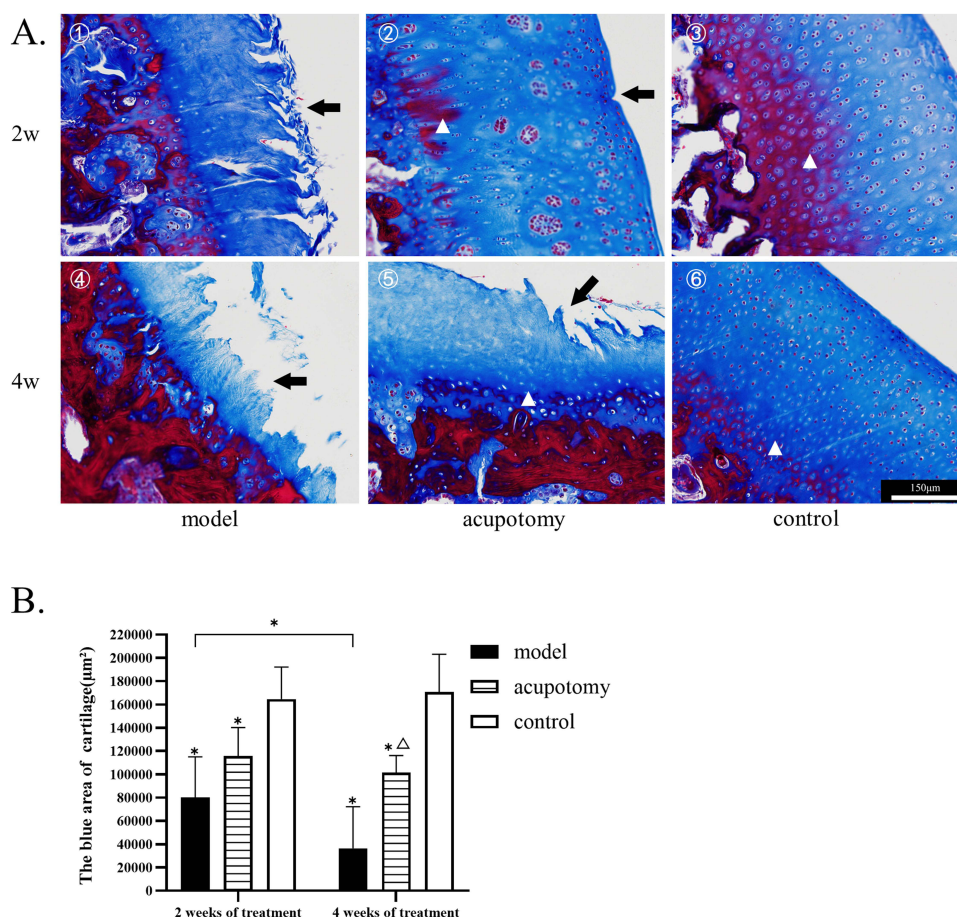 A.
① ② ③
2w
④ ⑤ ⑥
4w
150μm
model acupotomy control
B.
The blue area of cartilage(μm²)
220000
200000
180000
160000
140000
120000
100000
80000
60000
40000
20000
0
*
* * * * △
*
model
acupotomy
control
2 weeks of treatment 4 weeks of treatment